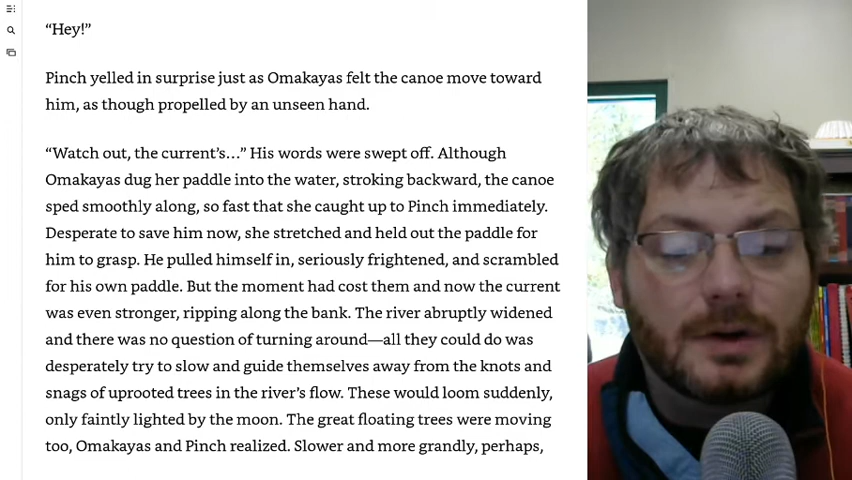 “Hey!”
Pinch yelled in surprise just as Omakayas felt the canoe move toward
him, as though propelled by an unseen hand.
“Watch out, the current’s…” His words were swept off. Although
Omakayas dug her paddle into the water, stroking backward, the canoe
sped smoothly along, so fast that she caught up to Pinch immediately.
Desperate to save him now, she stretched and held out the paddle for
him to grasp. He pulled himself in, seriously frightened, and scrambled
for his own paddle. But the moment had cost them and now the current
was even stronger, ripping along the bank. The river abruptly widened
and there was no question of turning around—all they could do was
desperately try to slow and guide themselves away from the knots and
snags of uprooted trees in the river’s flow. These would loom suddenly,
only faintly lighted by the moon. The great floating trees were moving
too, Omakayas and Pinch realized. Slower and more grandly, perhaps,